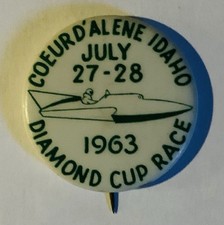 COEURD'ALENE IDAHO
JULY
27-28
1963
DIAMOND CUP RACE